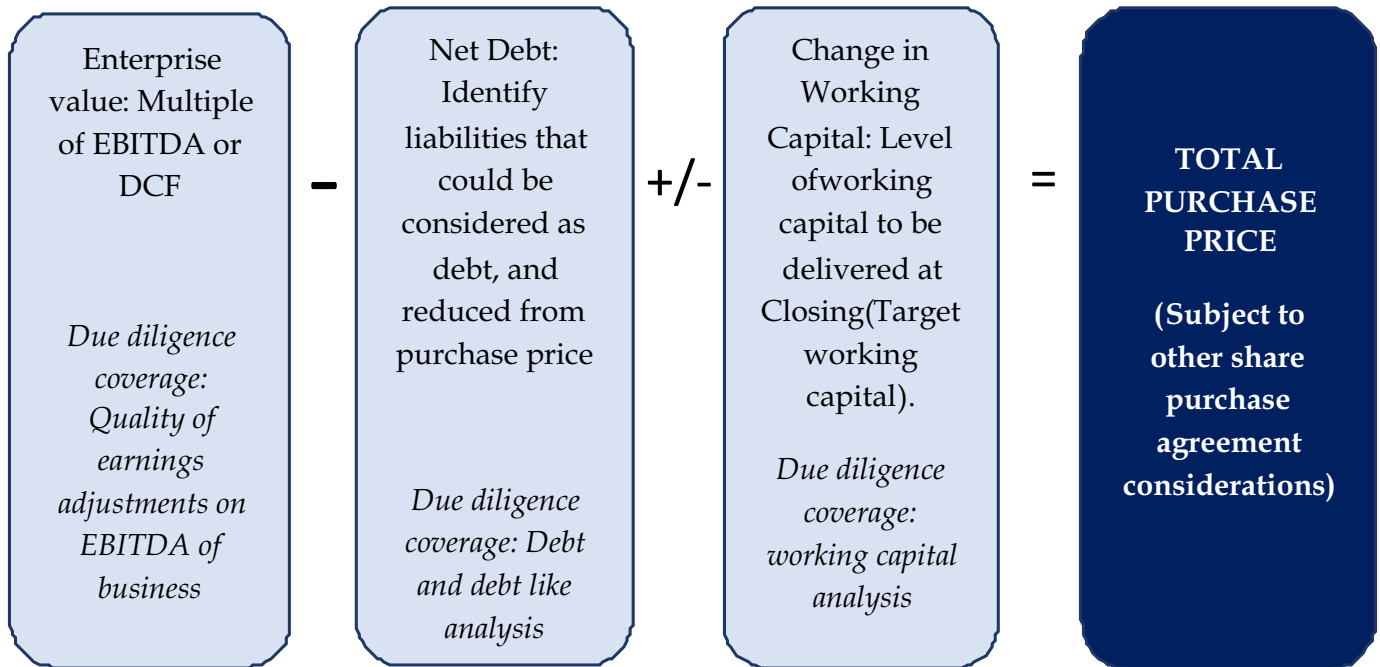 Enterprise
value: Multiple
of EBITDA or
DCF
Due diligence
coverage:
Quality of
earnings
adjustments on
EBITDA of
business
–
Net Debt:
Identify
liabilities that
could be
considered as
debt, and
reduced from
purchase price
Due diligence
coverage: Debt
and debt like
analysis
+/-
Change in
Working
Capital: Level
ofworking
capital to be
delivered at
Closing(Target
working
capital).
Due diligence
coverage:
working capital
analysis
=
TOTAL
PURCHASE
PRICE
(Subject to
other share
purchase
agreement
considerations)